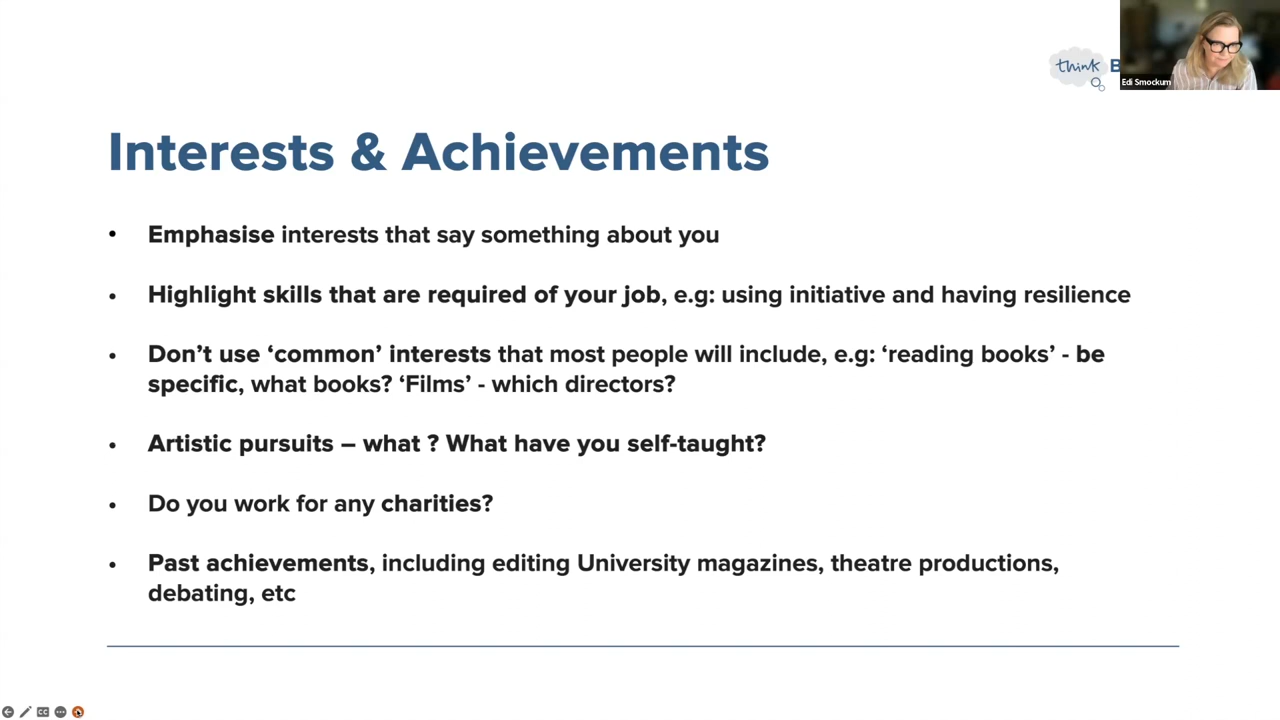 think B
Edi Smockum
Interests & Achievements
• Emphasise interests that say something about you
• Highlight skills that are required of your job, e.g: using initiative and having resilience
• Don’t use ‘common’ interests that most people will include, e.g: ‘reading books’ - be
specific, what books? ‘Films’ - which directors?
• Artistic pursuits – what ? What have you self-taught?
• Do you work for any charities?
• Past achievements, including editing University magazines, theatre productions,
debating, etc
CC